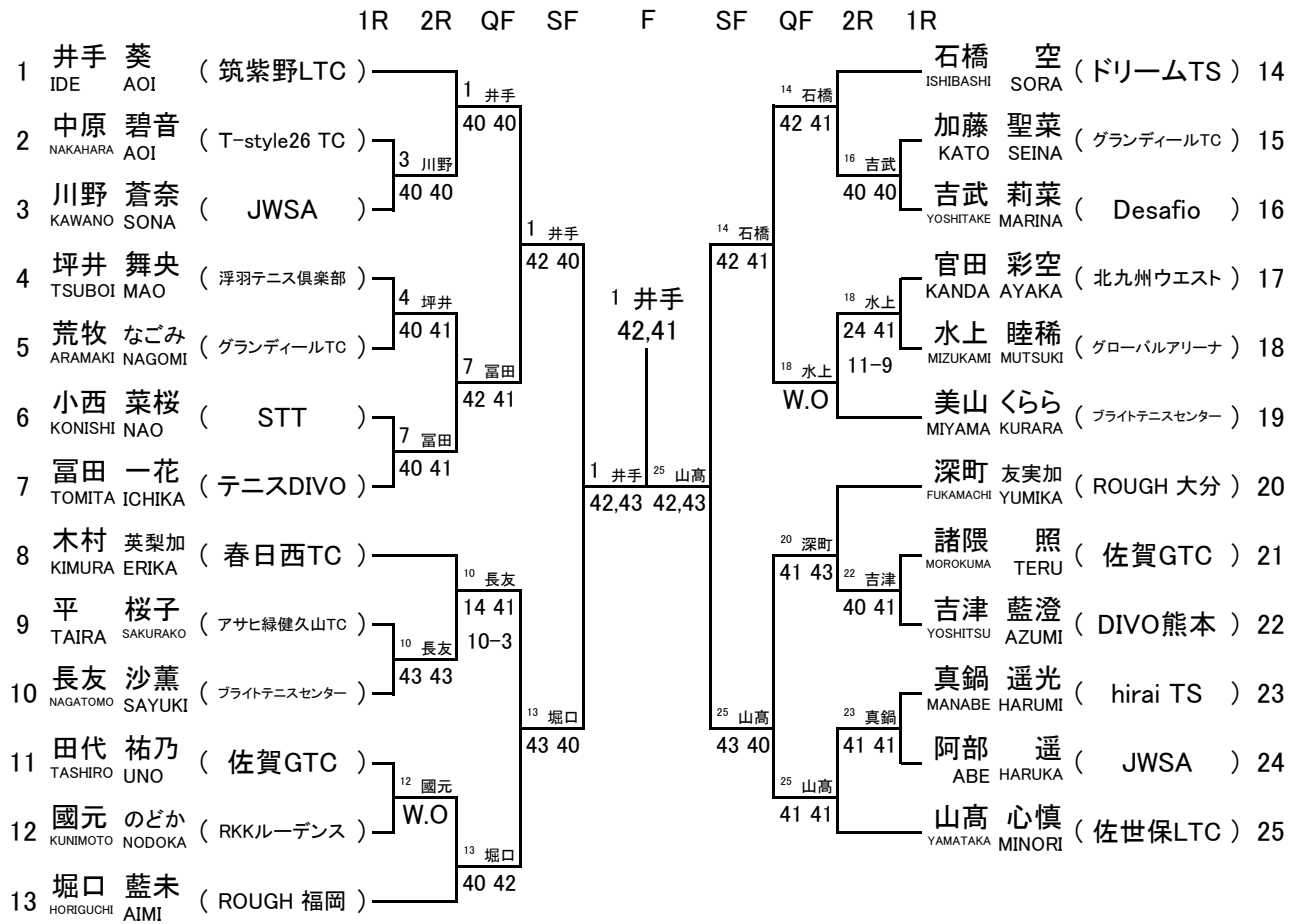 1R 2R QF SF F SF QF 2R 1R
1 井手 葵 ( 筑紫野LTC )
IDE AOI
2 中原 碧音 ( T-style26 TC )
NAKAHARA AOI
3 川野 蒼奈 ( JWSA )
KAWANO SONA
4 坪井 舞央 ( 浮羽テニス倶楽部 )
TSUBOI MAO
5 荒牧 なごみ ( グランディールTC )
ARAMAKI NAGOMI
6 小西 菜桜 ( STT )
KONISHI NAO
7 冨田 一花 ( テニスDIVO )
TOMITA ICHIKA
8 木村 英梨加 ( 春日西TC )
KIMURA ERIKA
9 平 桜子 ( アサヒ緑健久山TC )
TAIRA SAKURAKO
10 長友 沙薫 ( ブライトテニスセンター )
NAGATOMO SAYUKI
11 田代 祐乃 ( 佐賀GTC )
TASHIRO UNO
12 國元 のどか ( RKKルーデンス )
KUNIMOTO NODOKA
13 堀口 藍未 ( ROUGH 福岡 )
HORIGUCHI AIMI
3 川野
40 40
4 坪井
40 41
7 冨田
40 41
10 長友
43 43
12 國元
W.O
1 井手
40 40
7 冨田
42 41
10 長友
14 41
10-3
13 堀口
40 42
1 井手
42 40
13 堀口
43 40
1 井手
42,43
1 井手
42,41
25 山髙
42,43
14 石橋
42 41
25 山髙
43 40
14 石橋
42 41
18 水上
W.O
20 深町
41 43
25 山髙
41 41
16 吉武
40 40
18 水上
24 41
11-9
22 吉津
40 41
23 真鍋
41 41
石橋 空 ( ドリームTS ) 14
ISHIBASHI SORA
加藤 聖菜 ( グランディールTC ) 15
KATO SEINA
吉武 莉菜 ( Desafio ) 16
YOSHITAKE MARINA
官田 彩空 ( 北九州ウエスト ) 17
KANDA AYAKA
水上 睦稀 ( グローバルアリーナ ) 18
MIZUKAMI MUTSUKI
美山 くらら ( ブライトテニスセンター ) 19
MIYAMA KURARA
深町 友実加 ( ROUGH 大分 ) 20
FUKAMACHI YUMIKA
諸隈 照 ( 佐賀GTC ) 21
MOROKUMA TERU
吉津 藍澄 ( DIVO熊本 ) 22
YOSHITSU AZUMI
真鍋 遥光 ( hirai TS ) 23
MANABE HARUMI
阿部 遥 ( JWSA ) 24
ABE HARUKA
山髙 心慎 ( 佐世保LTC ) 25
YAMATAKA MINORI